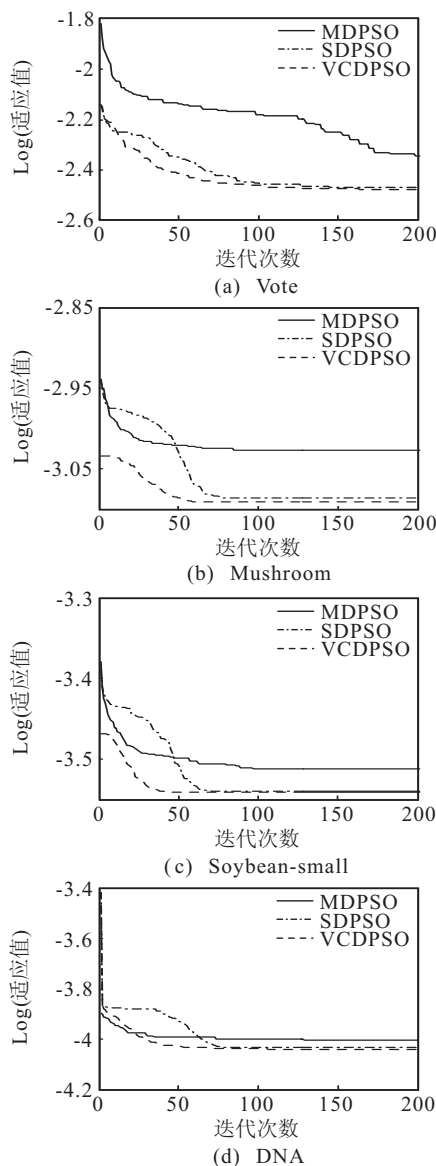 -1.8
-2
-2.2
-2.4
-2.6
Log(适应值)
MDPSO
SDPSO
VCDPSO
0 50 100 150 200
迭代次数
(a) Vote
-2.85
-2.95
-3.05
Log(适应值)
MDPSO
SDPSO
VCDPSO
0 50 100 150 200
迭代次数
(b) Mushroom
-3.3
-3.4
-3.5
Log(适应值)
MDPSO
SDPSO
VCDPSO
0 50 100 150 200
迭代次数
(c) Soybean-small
-3.4
-3.6
-3.8
-4
-4.2
Log(适应值)
MDPSO
SDPSO
VCDPSO
0 50 100 150 200
迭代次数
(d) DNA